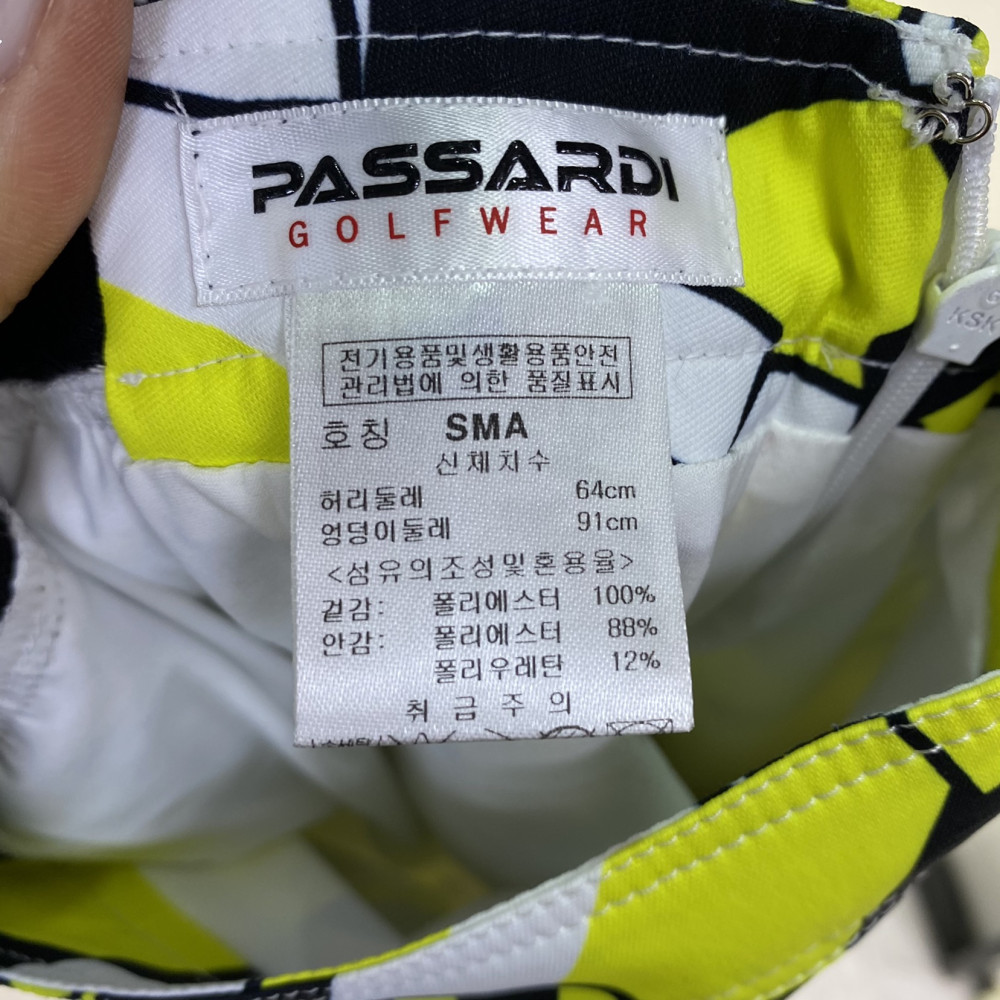 PASSARDI
GOLFWEAR
전기용품및생활용품안전
관리법에 의한 품질표시
호칭 SMA
신체치수
허리둘레 64cm
엉덩이둘레 91cm
<섬유의조성및혼용율>
겉감: 폴리에스터 100%
안감: 폴리에스터 88%
폴리우레탄 12%
취급주의
KSK